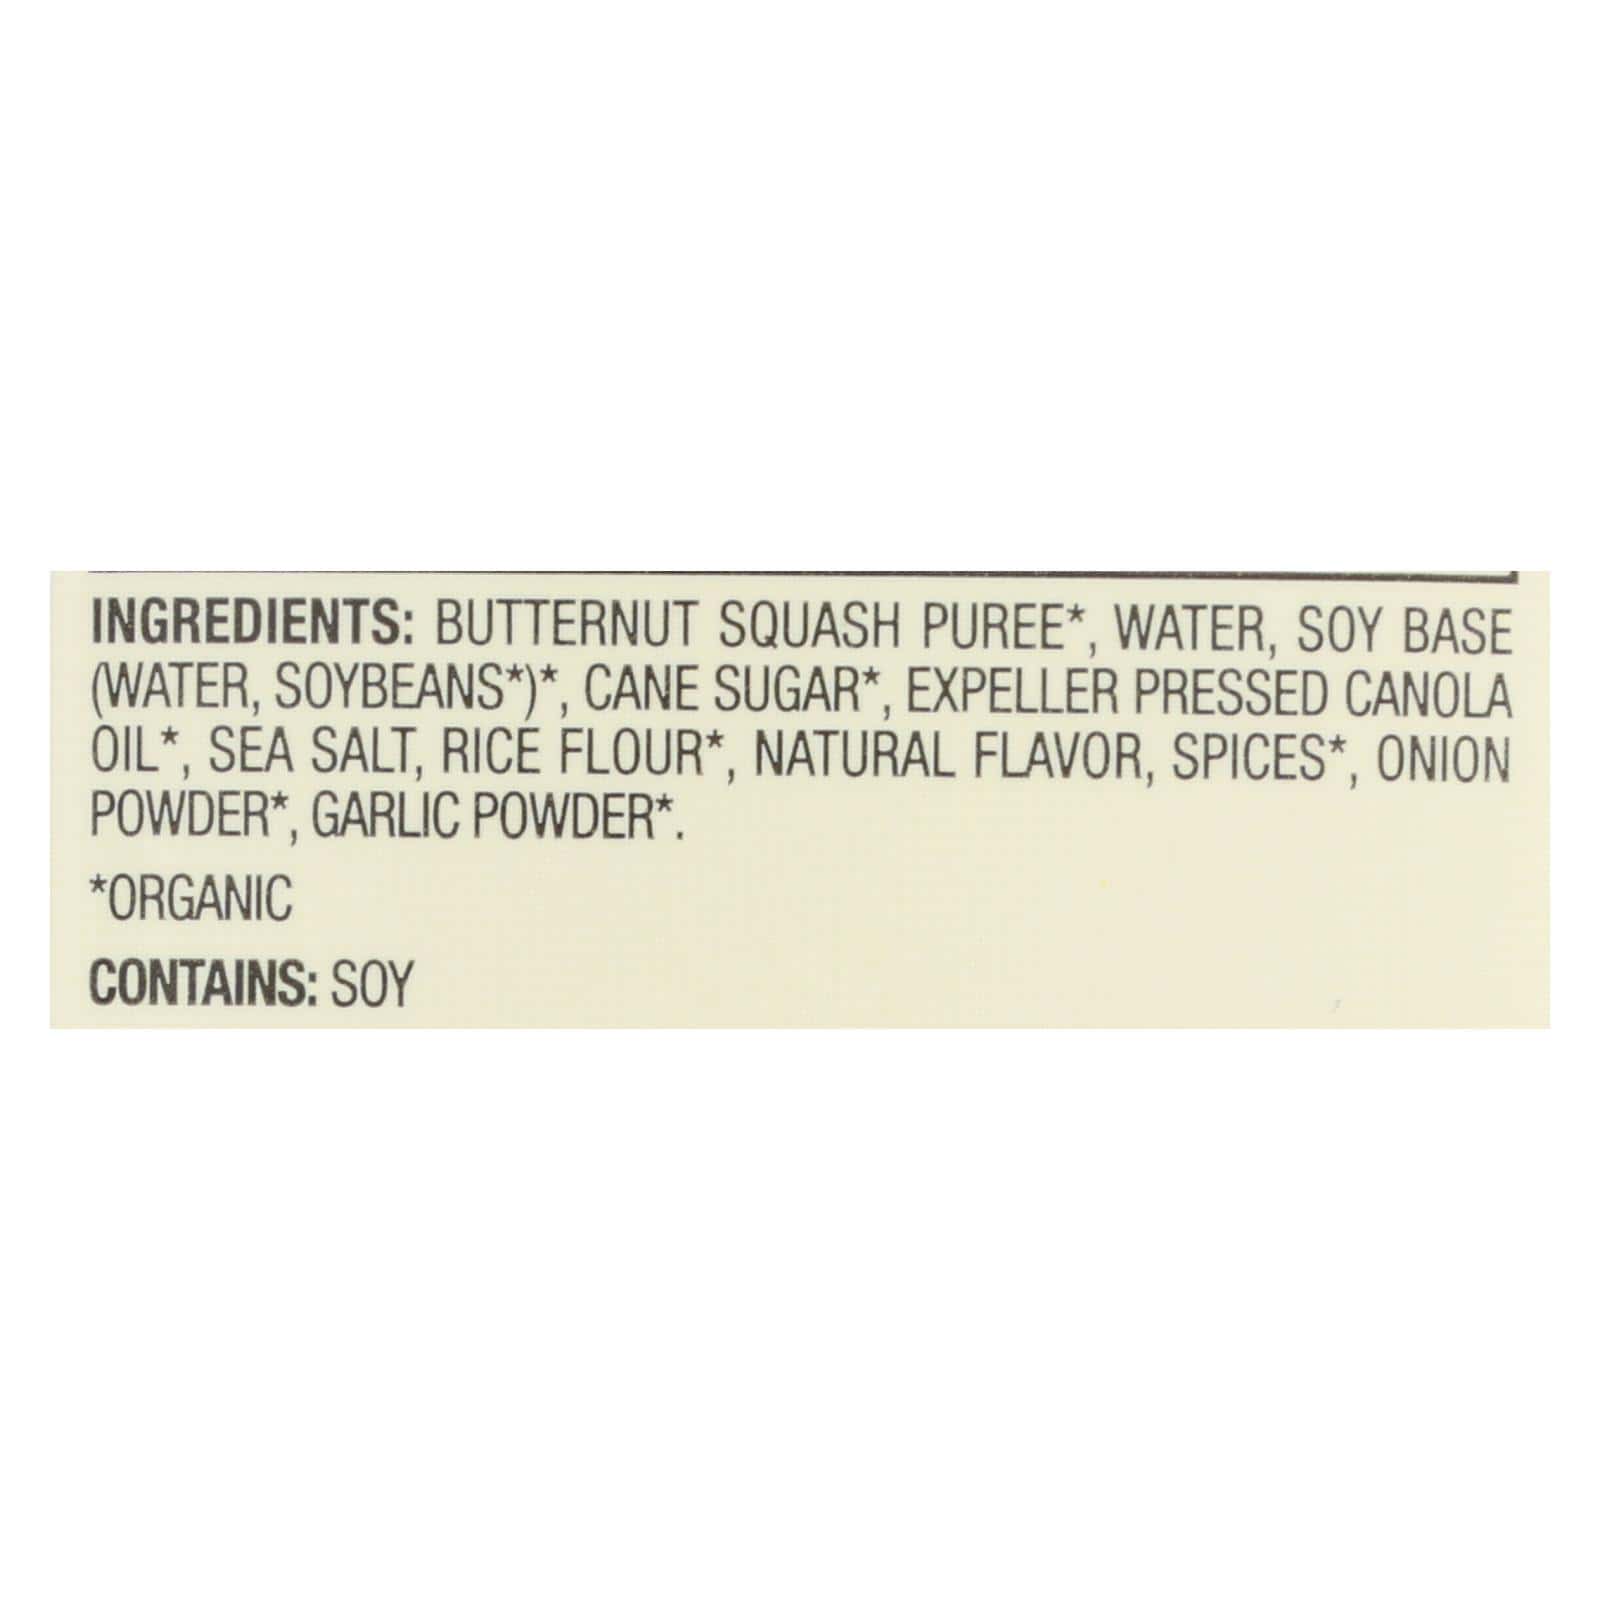 INGREDIENTS: BUTTERNUT SQUASH PUREE*, WATER, SOY BASE
(WATER, SOYBEANS*)*, CANE SUGAR*, EXPELLER PRESSED CANOLA
OIL*, SEA SALT, RICE FLOUR*, NATURAL FLAVOR, SPICES*, ONION
POWDER*, GARLIC POWDER*.
*ORGANIC
CONTAINS: SOY